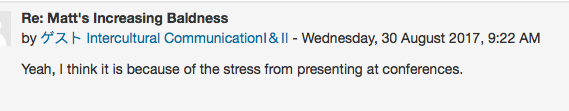 Re: Matt's Increasing Baldness
by ゲスト Intercultural CommunicationⅠ&Ⅱ - Wednesday, 30 August 2017, 9:22 AM
Yeah, I think it is because of the stress from presenting at conferences.